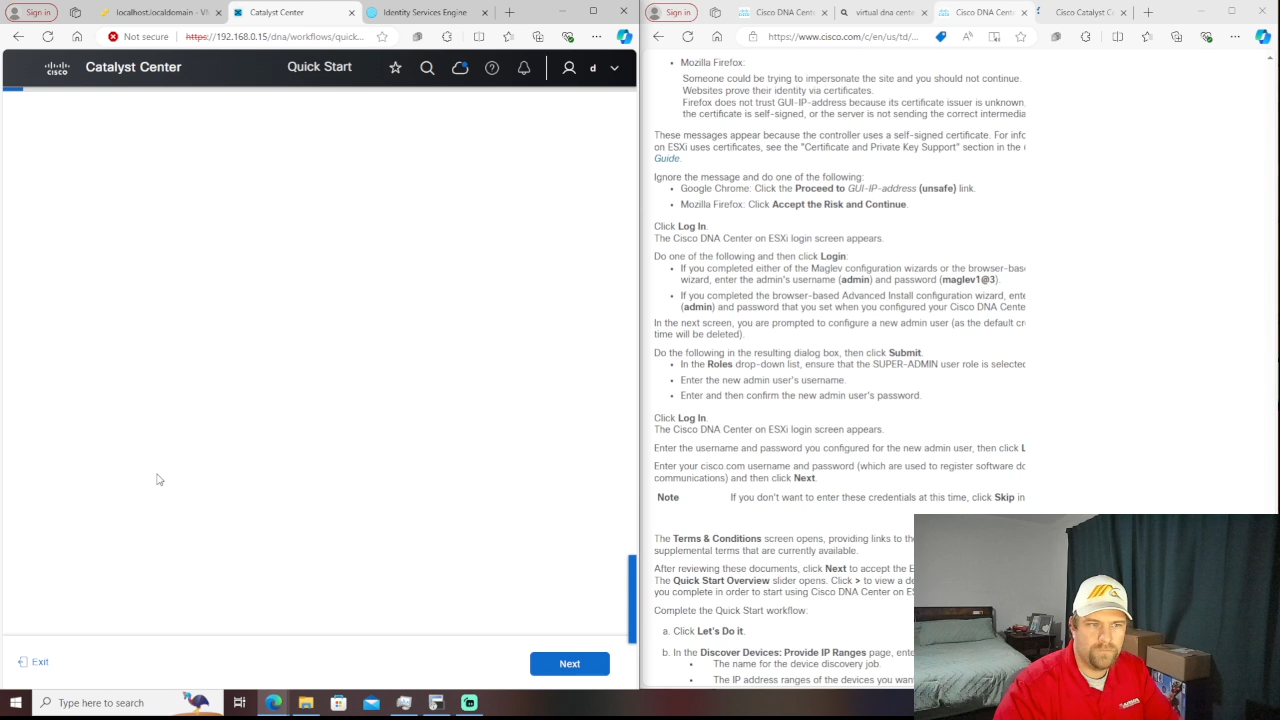 Sign in
localhost.localdomain - VM
Catalyst Center
Identity Services Engine
Not secure
https://192.168.0.15/dna/workflows/quick...
CISCO
Catalyst Center
Quick Start
d
Exit
Next
Sign in
Cisco DNA Cent
virtual dna cente
Cisco DNA Cent
Cisco Catalyst Ce
https://www.cisco.com/c/en/us/td/...
• Mozilla Firefox:
Someone could be trying to impersonate the site and you should not continue.
Websites prove their identity via certificates.
Firefox does not trust GUI-IP-address because its certificate issuer is unknown,
the certificate is self-signed, or the server is not sending the correct intermedia
These messages appear because the controller uses a self-signed certificate. For info
on ESXi uses certificates, see the "Certificate and Private Key Support" section in the
Guide.
Ignore the message and do one of the following:
• Google Chrome: Click the Proceed to GUI-IP-address (unsafe) link.
• Mozilla Firefox: Click Accept the Risk and Continue.
Click Log In.
The Cisco DNA Center on ESXi login screen appears.
Do one of the following and then click Login:
• If you completed either of the Maglev configuration wizards or the browser-bas
wizard, enter the admin's username (admin) and password (maglev1@3).
• If you completed the browser-based Advanced Install configuration wizard, ente
(admin) and password that you set when you configured your Cisco DNA Cente
In the next screen, you are prompted to configure a new admin user (as the default cr
time will be deleted).
Do the following in the resulting dialog box, then click Submit.
• In the Roles drop-down list, ensure that the SUPER-ADMIN user role is selected
• Enter the new admin user's username.
• Enter and then confirm the new admin user's password.
Click Log In.
The Cisco DNA Center on ESXi login screen appears.
Enter the username and password you configured for the new admin user, then click L
Enter your cisco.com username and password (which are used to register software do
communications) and then click Next.
Note If you don't want to enter these credentials at this time, click Skip in
The Terms & Conditions screen opens, providing links to the
supplemental terms that are currently available.
After reviewing these documents, click Next to accept the E
The Quick Start Overview slider opens. Click > to view a de
you complete in order to start using Cisco DNA Center on ES
Complete the Quick Start workflow:
a. Click Let's Do it.
b. In the Discover Devices: Provide IP Ranges page, ente
• The name for the device discovery job.
• The IP address ranges of the devices you wan
Type here to search